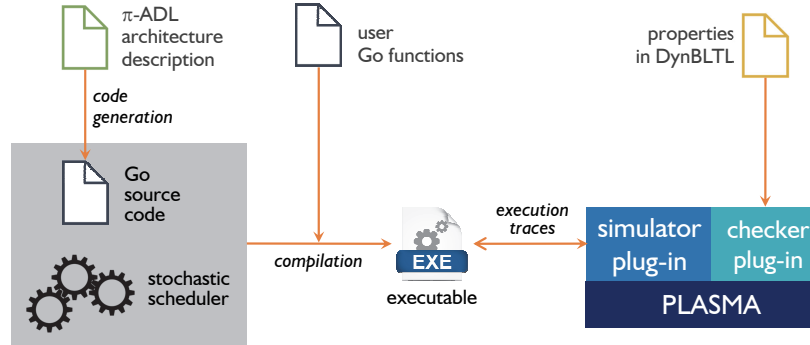 π-ADL
architecture
description
user
Go functions
properties
in DynBLTL
code
generation
Go
source
code
stochastic
scheduler
compilation
EXE
executable
execution
traces
simulator
plug-in
checker
plug-in
PLASMA